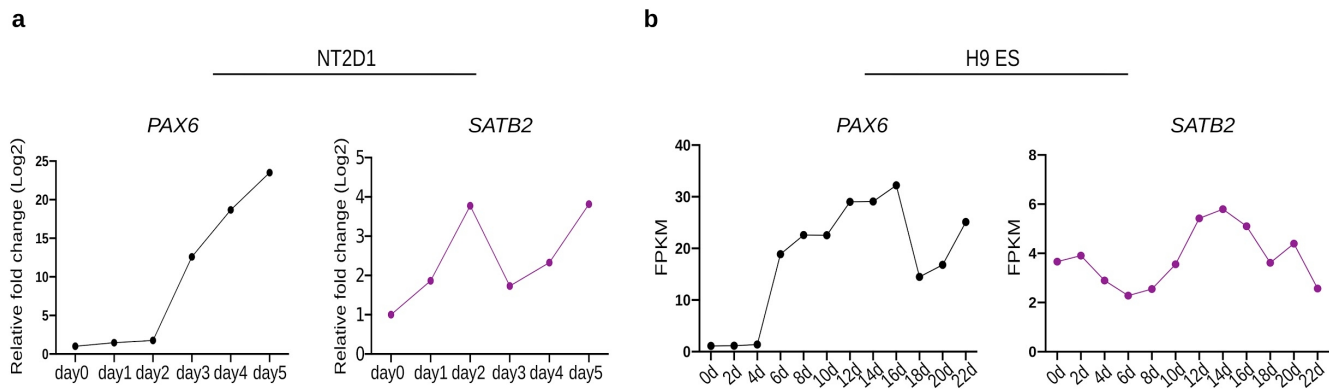 a
NT2D1
PAX6
Relative fold change (Log2)
25
20
15
10
5
0
day0 day1 day2 day3 day4 day5
SATB2
Relative fold change (Log2)
5
4
3
2
1
0
day0 day1 day2 day3 day4 day5
b
H9 ES
PAX6
FPKM
40
30
20
10
0
0d 2d 4d 6d 8d 10d 12d 14d 16d 18d 20d 22d
SATB2
FPKM
8
6
4
2
0
0d 2d 4d 6d 8d 10d 12d 14d 16d 18d 20d 22d